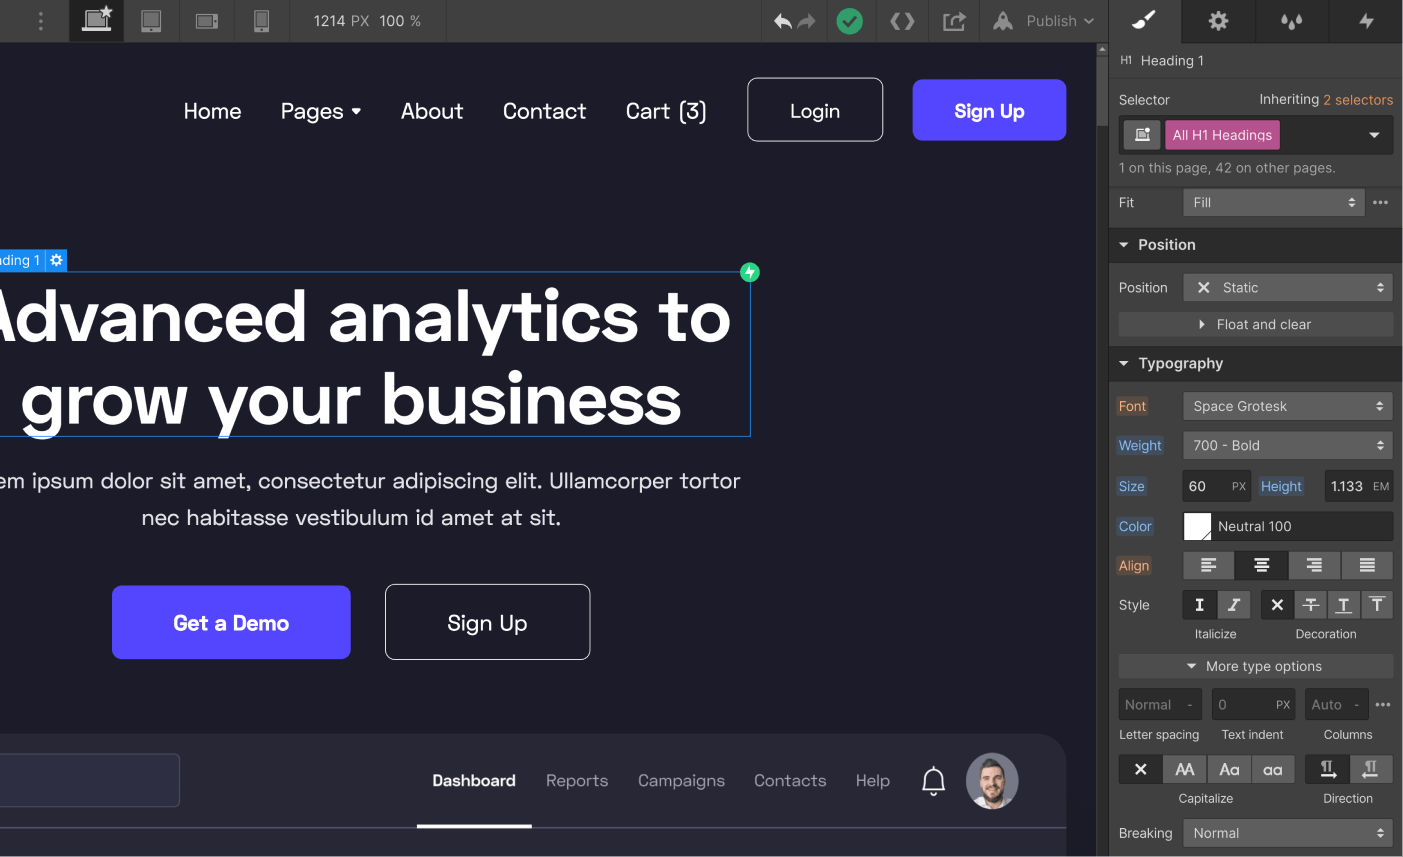 1214 PX 100 %
Publish
Home Pages About Contact Cart (3) Login Sign Up
ding 1
Advanced analytics to
grow your business
em ipsum dolor sit amet, consectetur adipiscing elit. Ullamcorper tortor
nec habitasse vestibulum id amet at sit.
Get a Demo Sign Up
Dashboard Reports Campaigns Contacts Help
H1 Heading 1
Selector Inheriting 2 selectors
All H1 Headings
1 on this page, 42 on other pages.
Fit Fill
Position
Position Static
Float and clear
Typography
Font Space Grotesk
Weight 700 - Bold
Size 60 PX Height 1.133 EM
Color Neutral 100
Align
Style I I T T T
Italicize Decoration
More type options
Normal - 0 PX Auto -
Letter spacing Text indent Columns
AA Aa aa
Capitalize Direction
Breaking Normal